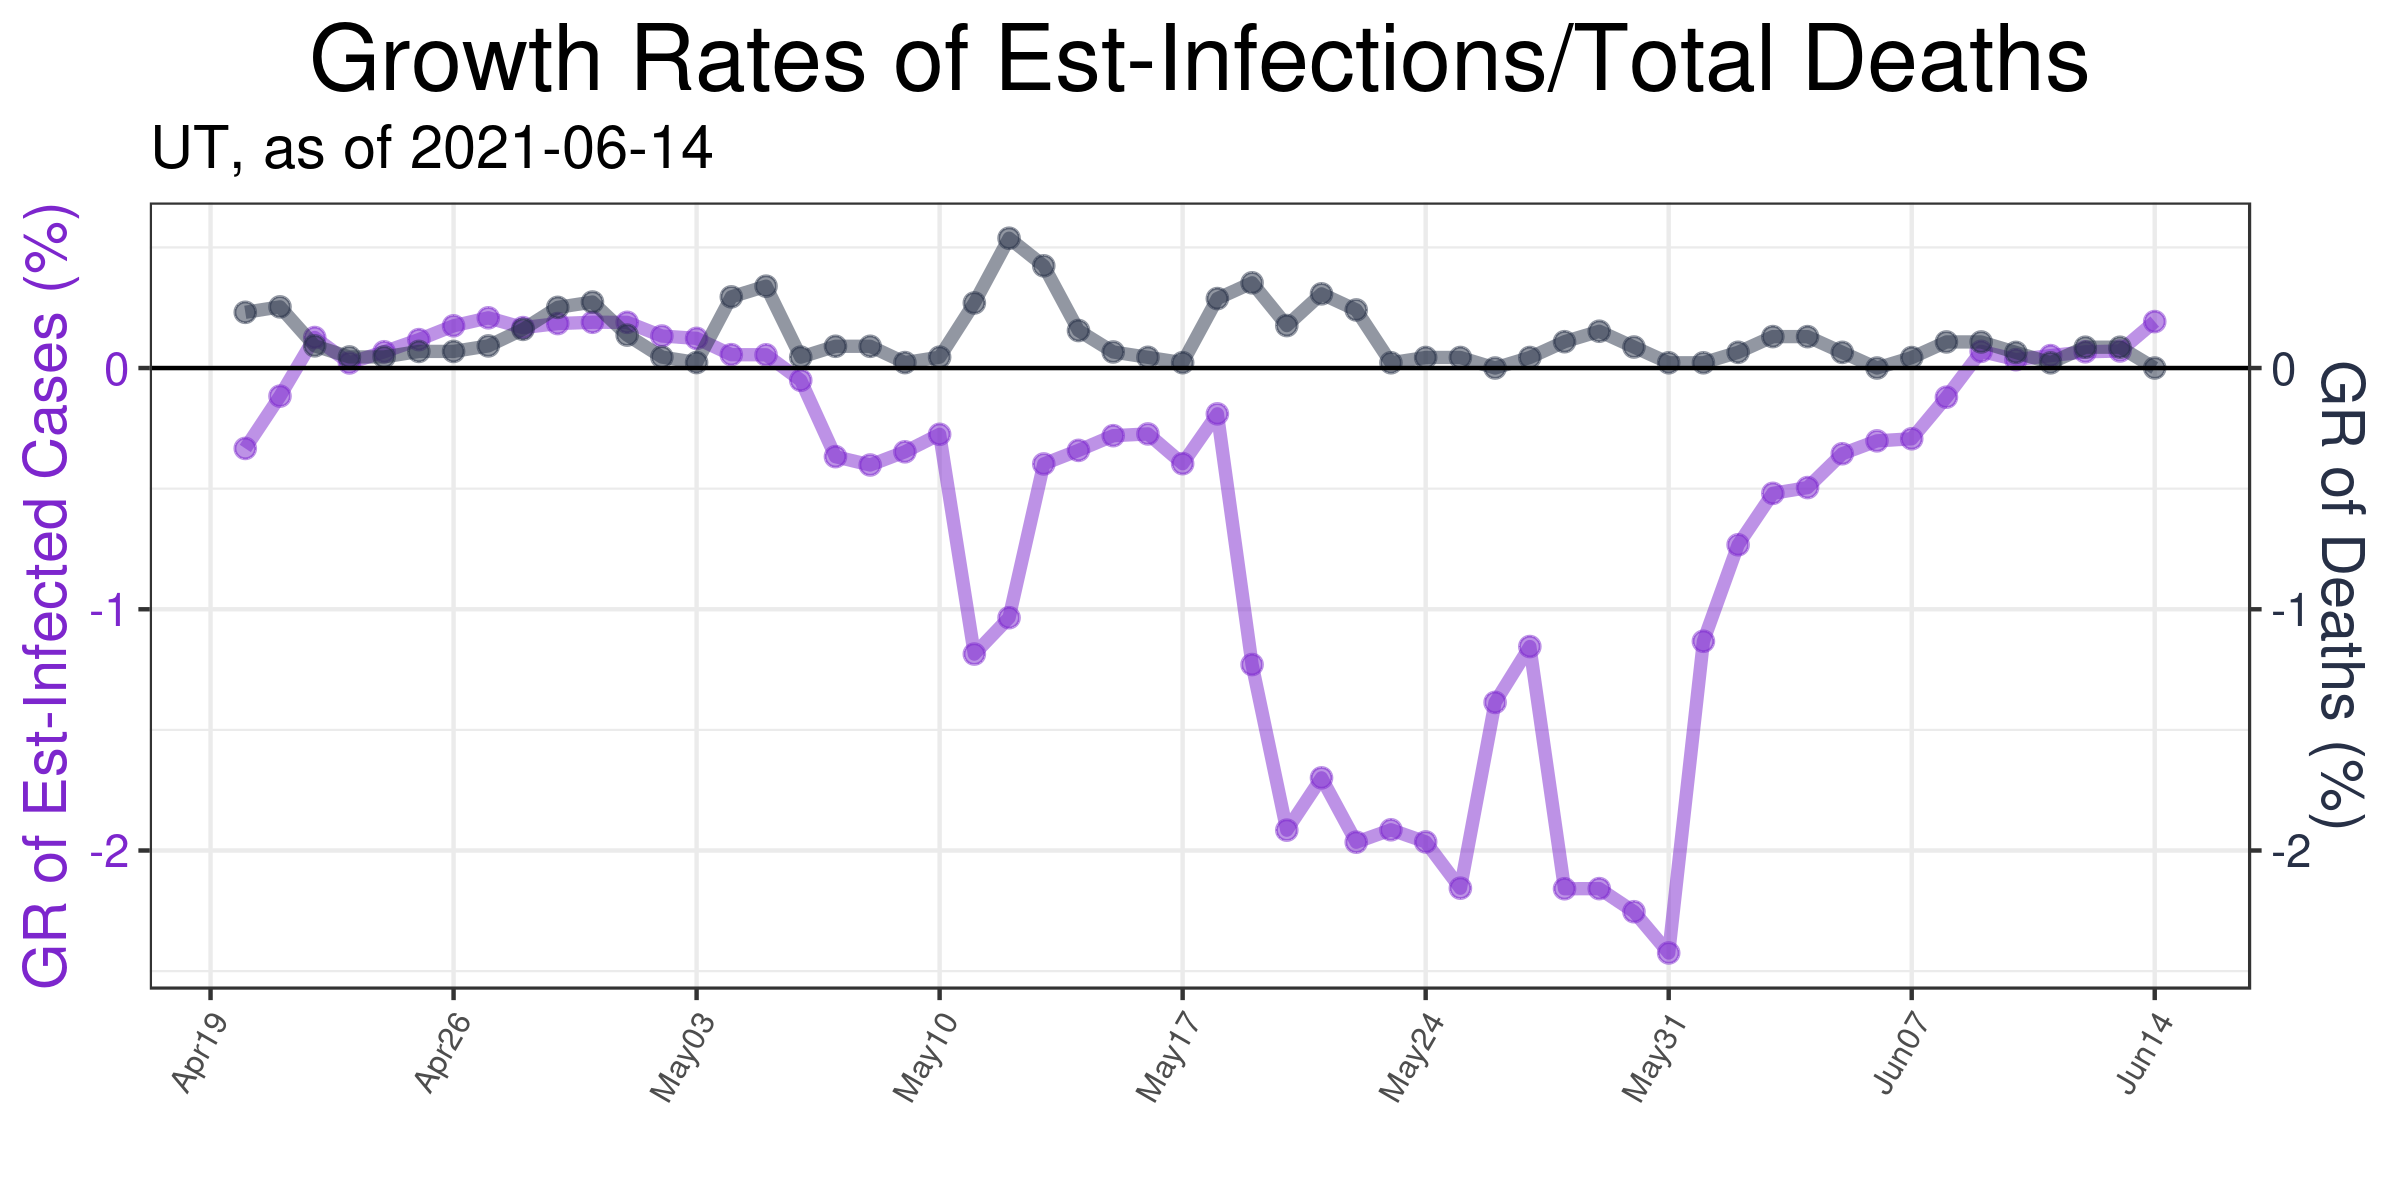 Growth Rates of Est-Infections/Total Deaths
UT, as of 2021-06-14
GR of Est-Infected Cases (%)
0
-1
-2
0
-1
-2
GR of Deaths (%)
Apr19
Apr26
May03
May10
May17
May24
May31
Jun07
Jun14